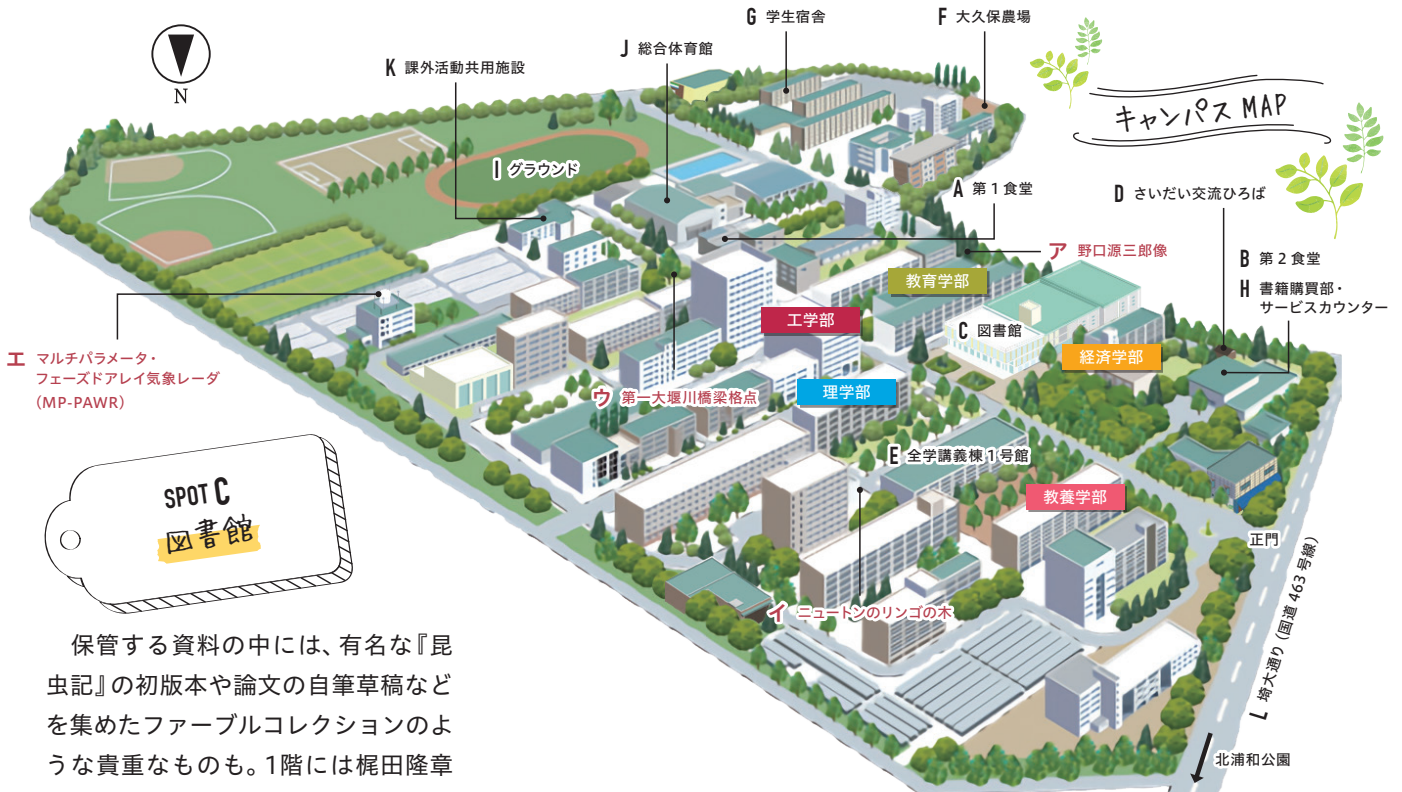 N
K 課外活動共用施設
J 総合体育館
G 学生宿舎
F 大久保農場
キャンパス MAP
I グラウンド
A 第1食堂
D さいだい交流ひろば
ア 野口源三郎像
B 第2食堂
H 書籍購買部・
サービスカウンター
教育学部
工学部
C 図書館
経済学部
エ マルチパラメータ・
フェーズドアレイ気象レーダ
(MP-PAWR)
ウ 第一大堰川橋梁格点
理学部
E 全学講義棟1号館
教養学部
正門
イ ニュートンのリンゴの木
L 埼大通り(国道463号線)
北浦和公園
SPOT C
図書館
保管する資料の中には、有名な『昆
虫記』の初版本や論文の自筆草稿など
を集めたファーブルコレクションのよ
うな貴重なものも。1階には梶田隆章